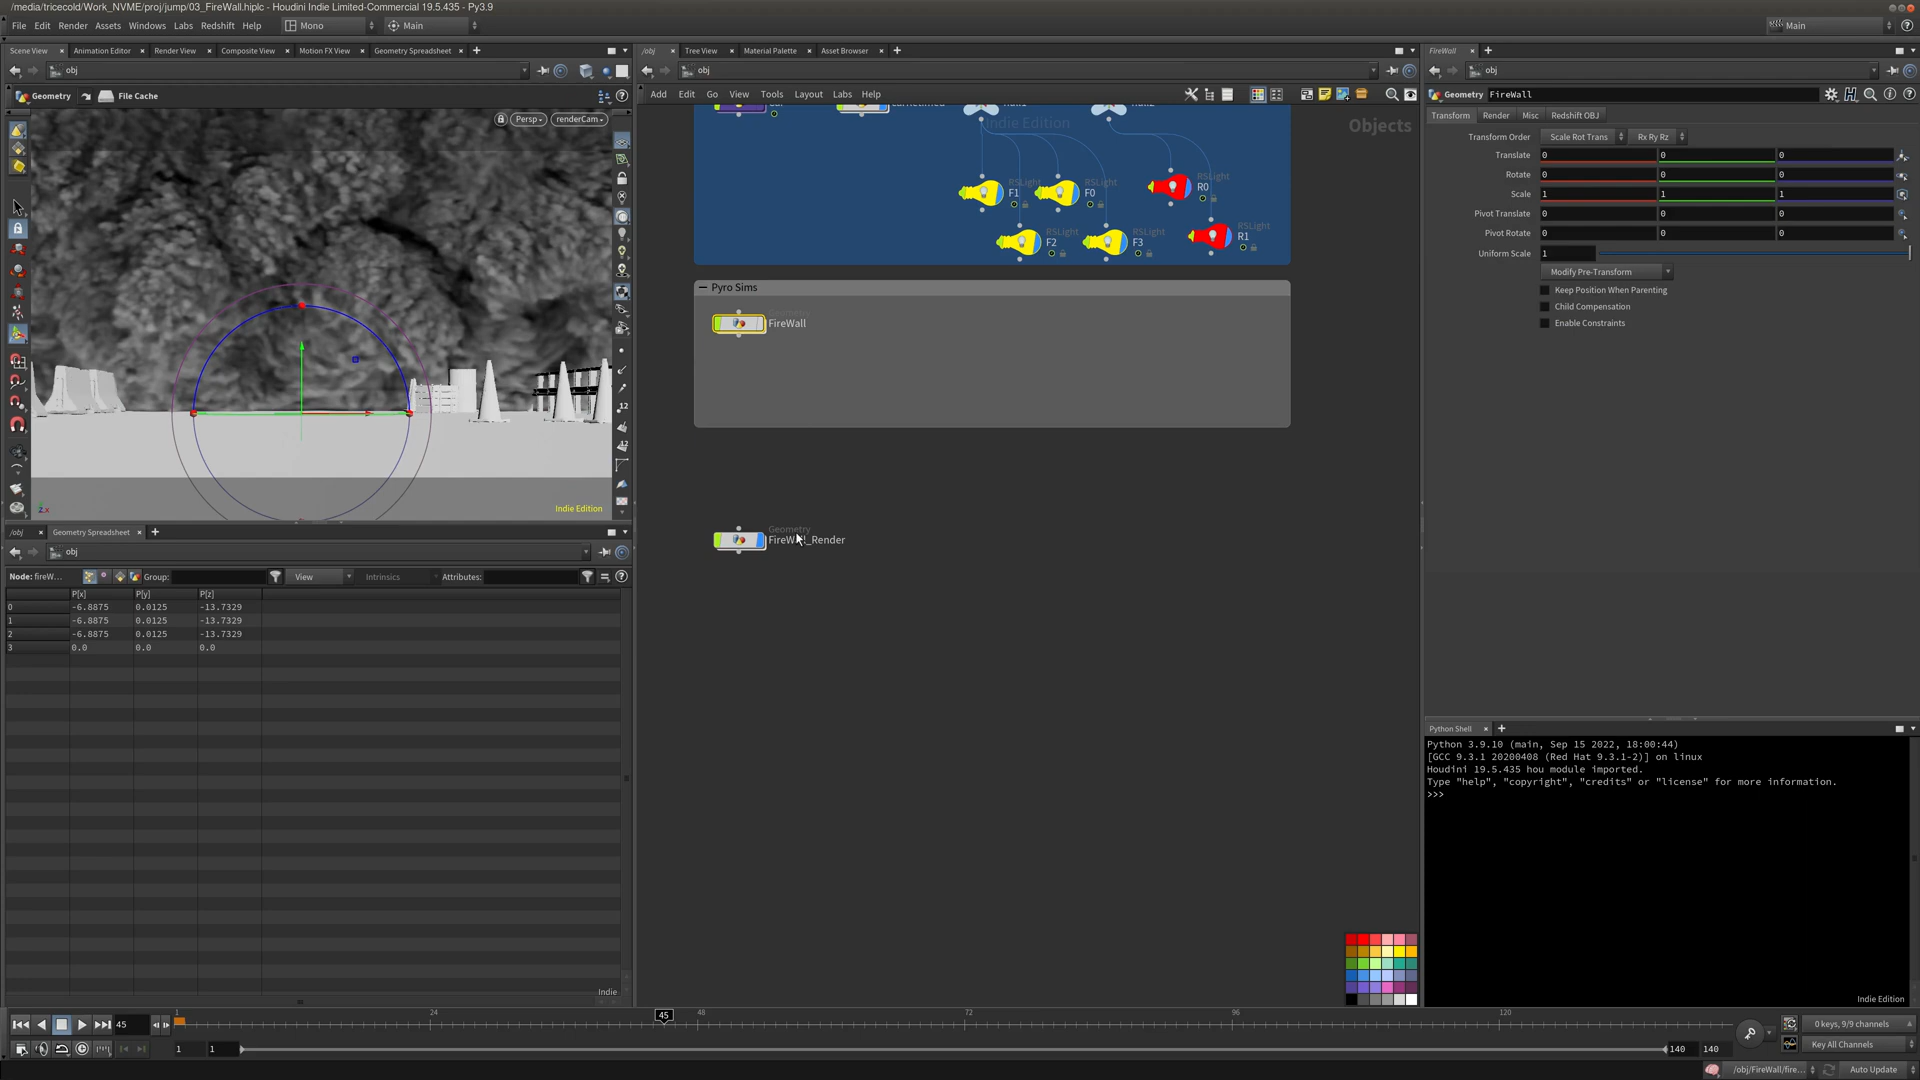 /media/tricecold/Work_NVME/proj/jump/03_FireWall.hiplc - Houdini Indie Limited-Commercial 19.5.435 - Py3.9
File Edit Render Assets Windows Labs Redshift Help Mono Main Main
Scene View Animation Editor Render View Composite View Motion FX View Geometry Spreadsheet
obj
Geometry File Cache
Persp renderCam
z.x
Indie Edition
/obj Geometry Spreadsheet
obj
Node: fireW... Group: View Intrinsics Attributes:
P[x] P[y] P[z]
0 -6.8875 0.0125 -13.7329
1 -6.8875 0.0125 -13.7329
2 -6.8875 0.0125 -13.7329
3 0.0 0.0 0.0
Indie
/obj Tree View Material Palette Asset Browser
obj
Add Edit Go View Tools Layout Labs Help
Indie Edition
Objects
RSLight F1
RSLight F0
RSLight R0
RSLight F2
RSLight F3
RSLight R1
Pyro Sims
FireWall
Geometry
FireWall_Render
FireWall
obj
Geometry FireWall
Transform Render Misc Redshift OBJ
Transform Order Scale Rot Trans Rx Ry Rz
Translate 0 0 0
Rotate 0 0 0
Scale 1 1 1
Pivot Translate 0 0 0
Pivot Rotate 0 0 0
Uniform Scale 1
Modify Pre-Transform
Keep Position When Parenting
Child Compensation
Enable Constraints
Python Shell
Python 3.9.10 (main, Sep 15 2022, 18:00:44)
[GCC 9.3.1 20200408 (Red Hat 9.3.1-2)] on linux
Houdini 19.5.435 hou module imported.
Type "help", "copyright", "credits" or "license" for more information.
>>>
Indie Edition
45 1 24 45 48 72 96 120
0 keys, 9/9 channels
1 1 140 140
Key All Channels
/obj/FireWall/fire... Auto Update